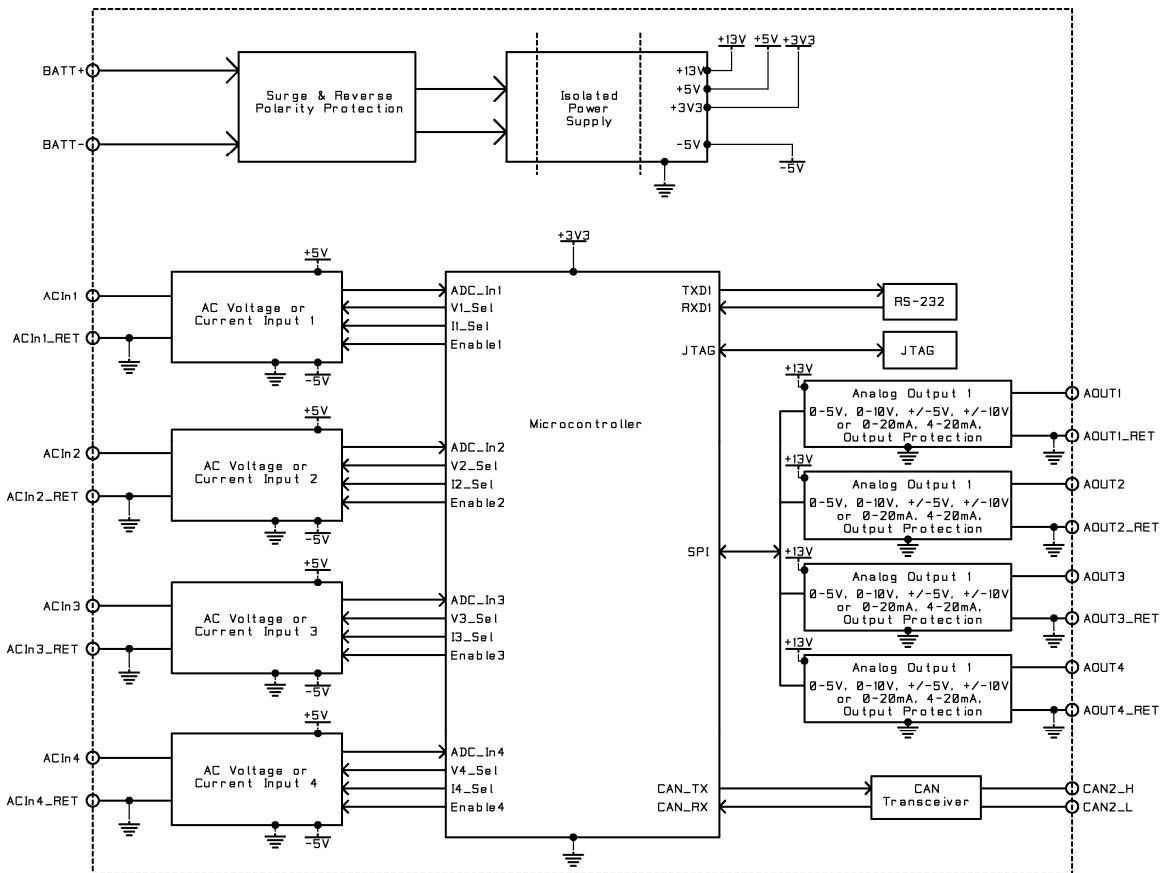 +13V +5V +3V3
BATT+
BATT-
Surge & Reverse
Polarity Protection
Isolated
Power
Supply
+13V
+5V
+3V3
-5V
-5V
+3V3
+5V
ACIn1
ACIn1_RET
AC Voltage or
Current Input 1
-5V
ADC_In1
V1_Sel
I1_Sel
Enable1
+5V
ACIn2
ACIn2_RET
AC Voltage or
Current Input 2
-5V
ADC_In2
V2_Sel
I2_Sel
Enable2
+5V
ACIn3
ACIn3_RET
AC Voltage or
Current Input 3
-5V
ADC_In3
V3_Sel
I3_Sel
Enable3
+5V
ACIn4
ACIn4_RET
AC Voltage or
Current Input 4
-5V
ADC_In4
V4_Sel
I4_Sel
Enable4
Microcontroller
TXD1
RXD1
RS-232
JTAG
JTAG
SPI
+13V
Analog Output 1
0-5V, 0-10V, +/-5V, +/-10V
or 0-20mA, 4-20mA,
Output Protection
AOUT1
AOUT1_RET
+13V
Analog Output 1
0-5V, 0-10V, +/-5V, +/-10V
or 0-20mA, 4-20mA,
Output Protection
AOUT2
AOUT2_RET
+13V
Analog Output 1
0-5V, 0-10V, +/-5V, +/-10V
or 0-20mA, 4-20mA,
Output Protection
AOUT3
AOUT3_RET
+13V
Analog Output 1
0-5V, 0-10V, +/-5V, +/-10V
or 0-20mA, 4-20mA,
Output Protection
AOUT4
AOUT4_RET
CAN_TX
CAN_RX
CAN
Transceiver
CAN2_H
CAN2_L